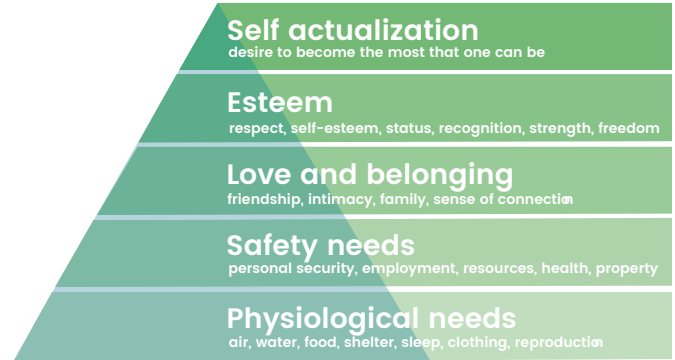 Self actualization
desire to become the most that one can be
Esteem
respect, self-esteem, status, recognition, strength, freedom
Love and belonging
friendship, intimacy, family, sense of connection
Safety needs
personal security, employment, resources, health, property
Physiological needs
air, water, food, shelter, sleep, clothing, reproduction